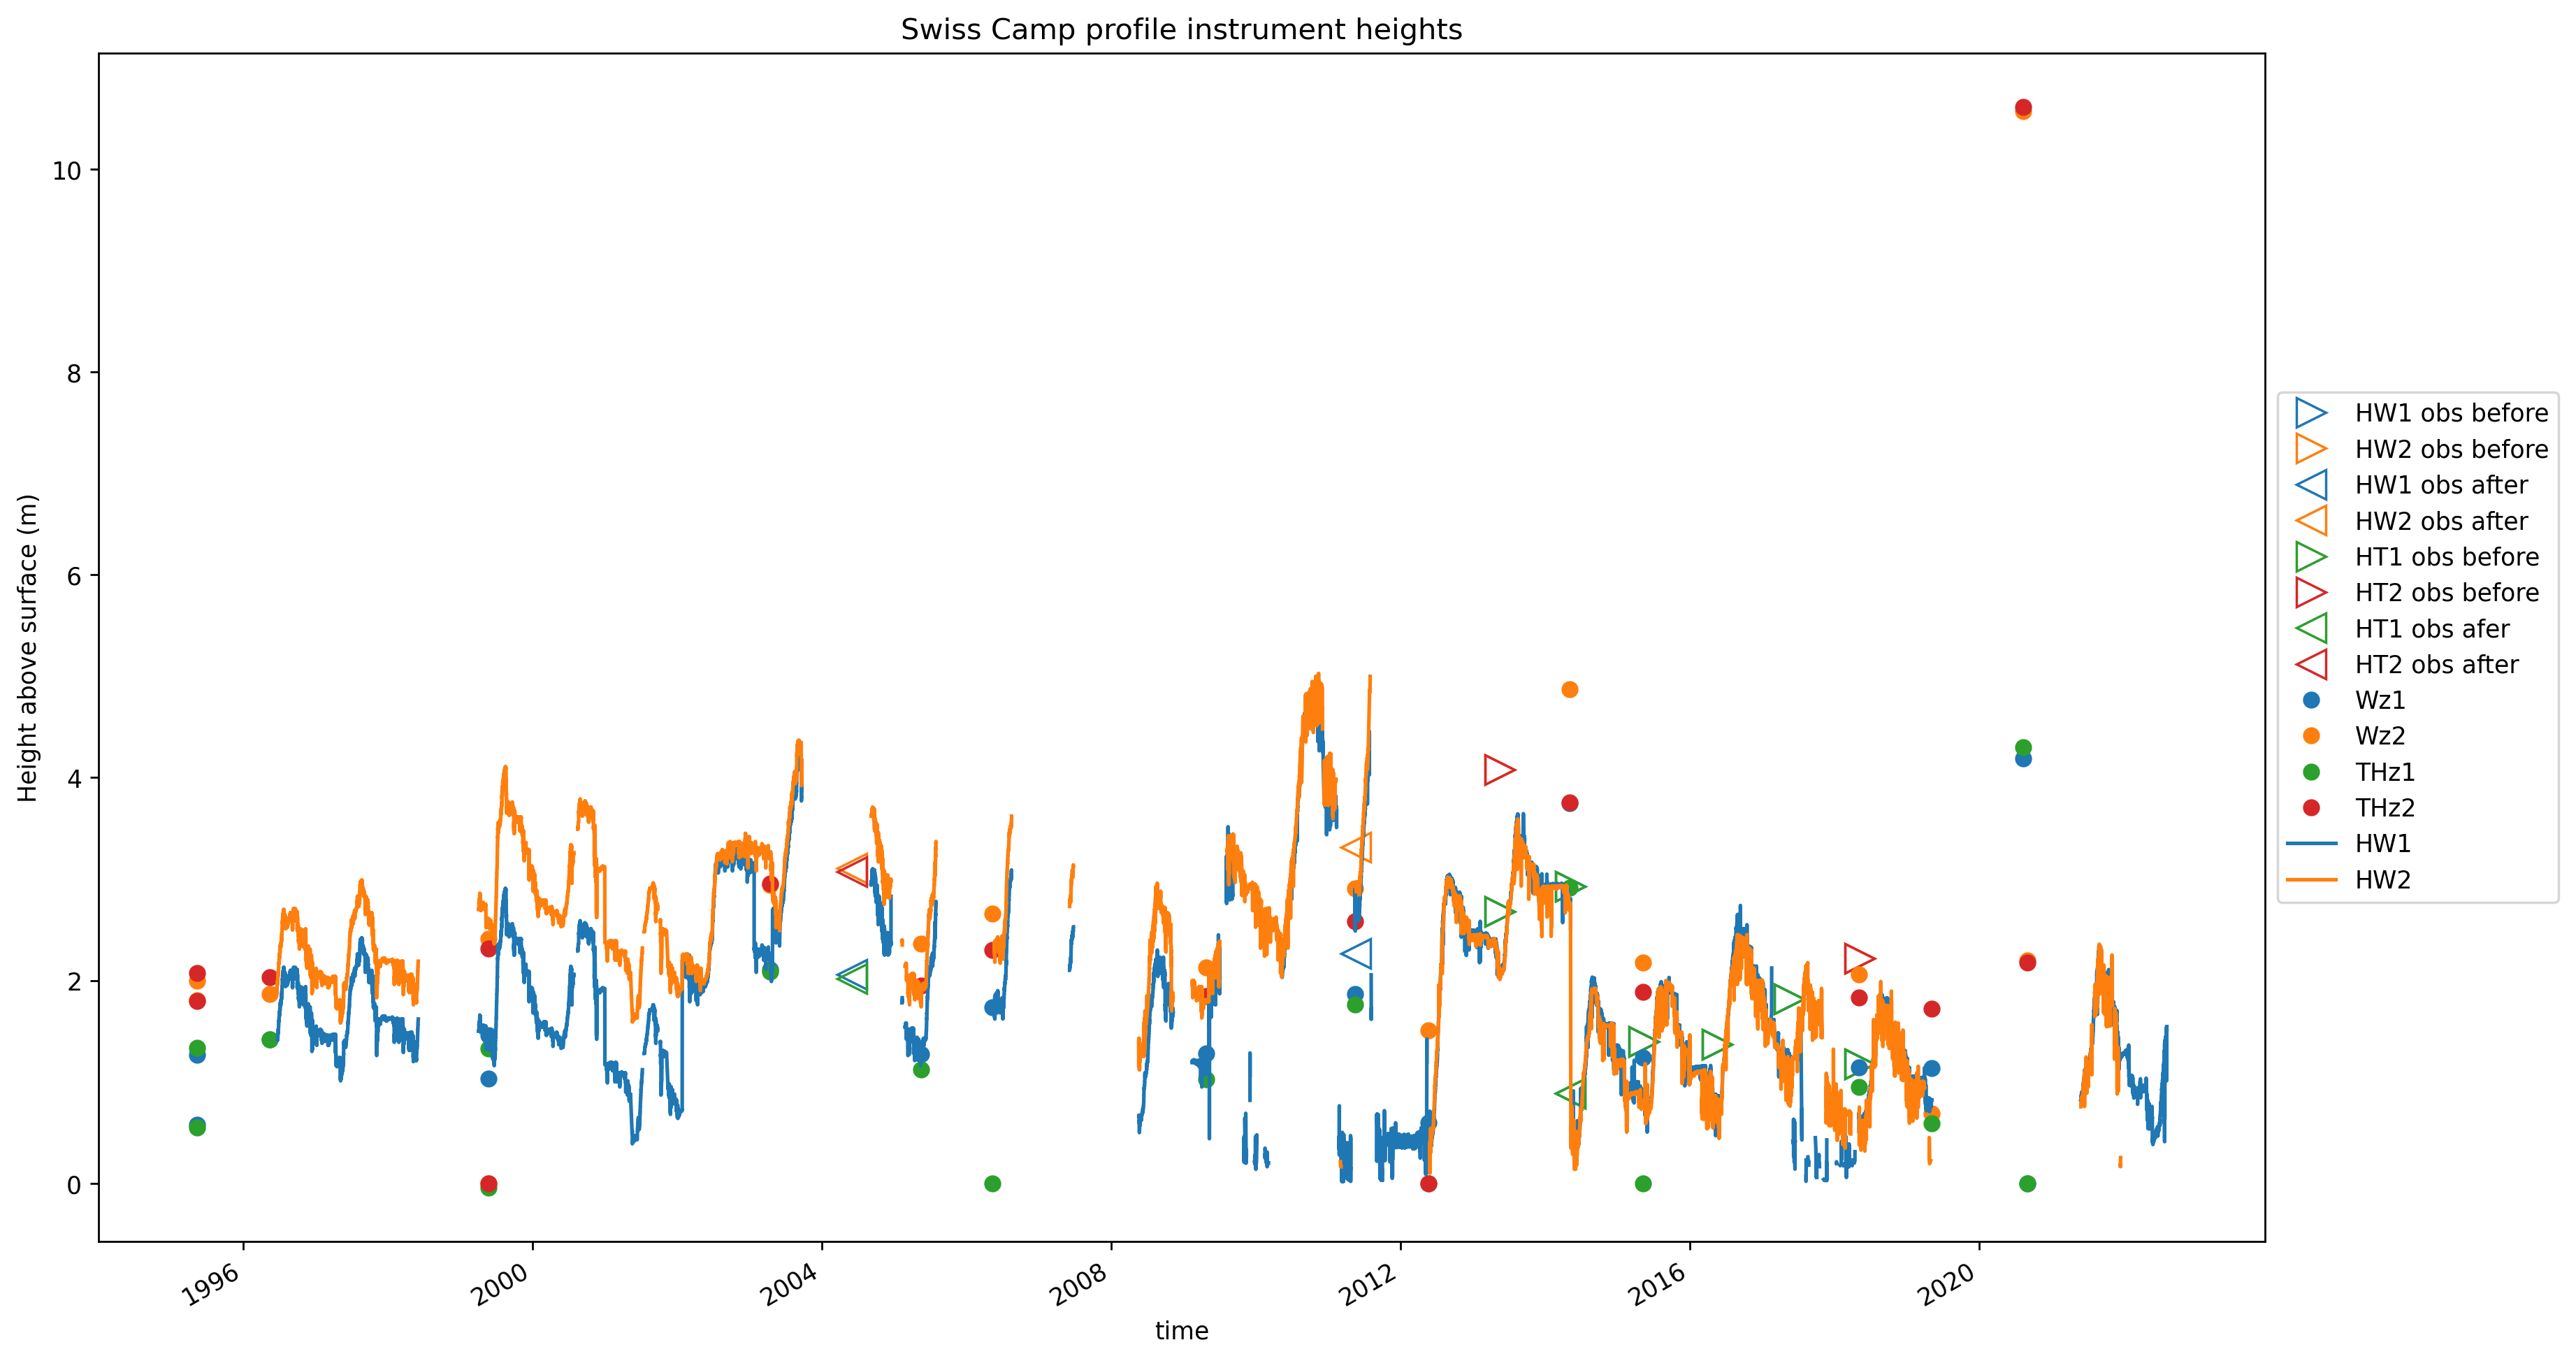 Swiss Camp profile instrument heights
Height above surface (m)
10
8
6
4
2
0
1996
2000
2004
2008
2012
2016
2020
time
HW1 obs before
HW2 obs before
HW1 obs after
HW2 obs after
HT1 obs before
HT2 obs before
HT1 obs afer
HT2 obs after
Wz1
Wz2
THz1
THz2
HW1
HW2